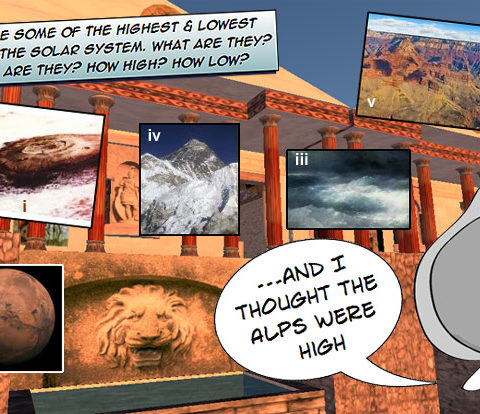 E SOME OF THE HIGHEST & LOWEST
THE SOLAR SYSTEM. WHAT ARE THEY?
ARE THEY? HOW HIGH? HOW LOW?
v
iv
iii
i
...AND I
THOUGHT THE
ALPS WERE
HIGH